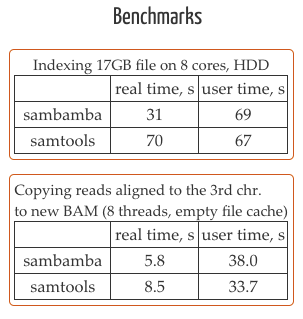 Benchmarks
Indexing 17GB file on 8 cores, HDD
real time, s user time, s
sambamba 31 69
samtools 70 67
Copying reads aligned to the 3rd chr.
to new BAM (8 threads, empty file cache)
real time, s user time, s
sambamba 5.8 38.0
samtools 8.5 33.7